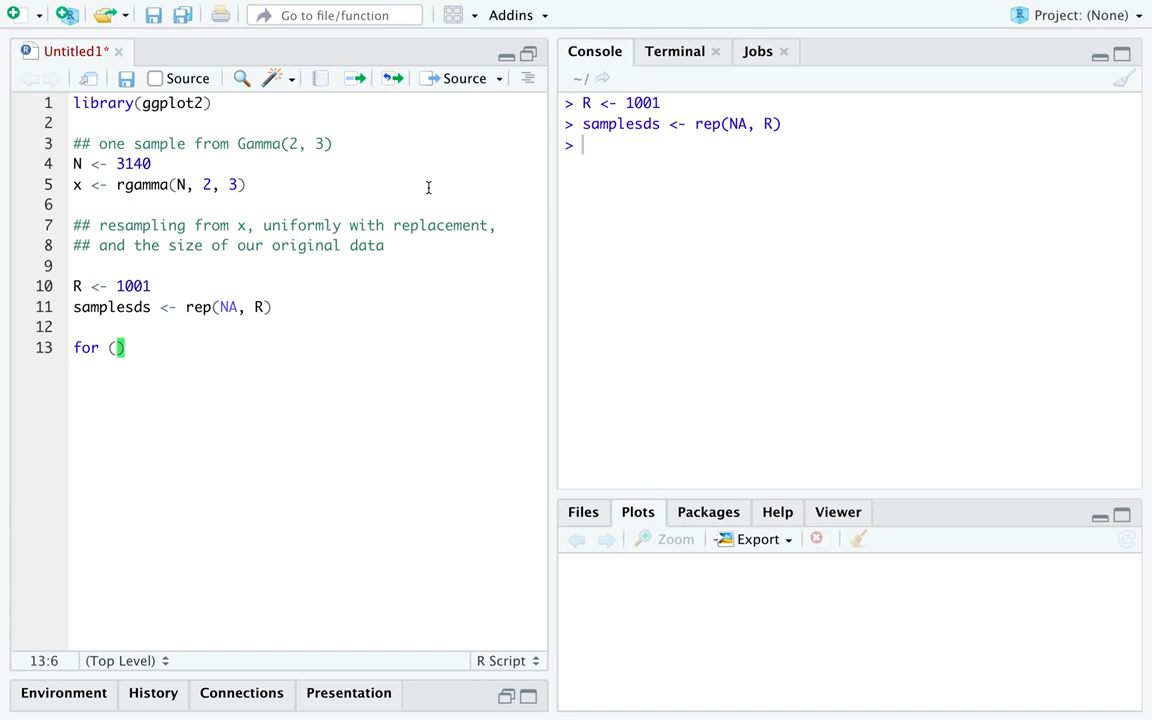 Go to file/function
Addins
Project: (None)
Untitled1*
Source
Source
1 library(ggplot2)
2
3 ## one sample from Gamma(2, 3)
4 N <- 3140
5 x <- rgamma(N, 2, 3)
6
7 ## resampling from x, uniformly with replacement,
8 ## and the size of our original data
9
10 R <- 1001
11 samplesds <- rep(NA, R)
12
13 for ()
13:6 (Top Level) R Script
Environment History Connections Presentation
Console Terminal Jobs
~/
> R <- 1001
> samplesds <- rep(NA, R)
>
Files Plots Packages Help Viewer
Zoom Export